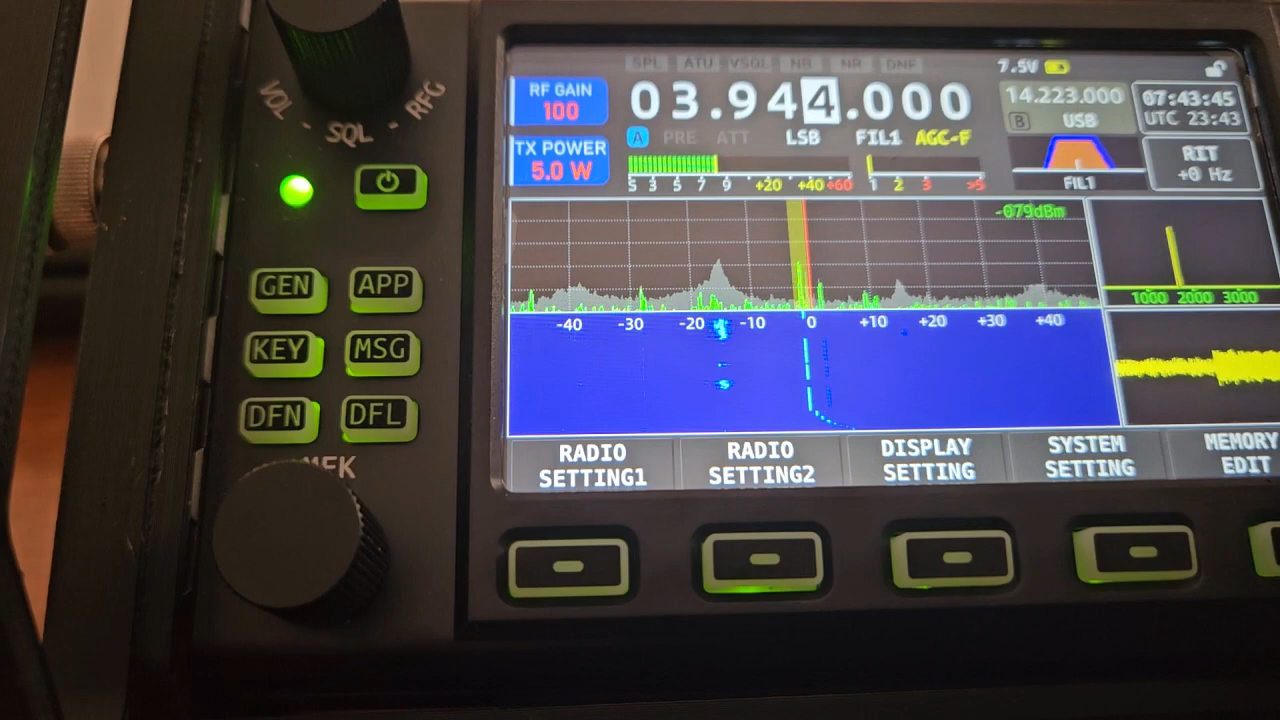 VOL - SQL - RFG
GEN APP
KEY MSG
DFN DFL
MFK
SPL ATU VSQL NB NR DNF
7.5V
RF GAIN
100
03.944.000
14.223.000
B USB
07:43:45
UTC 23:43
A PRE ATT LSB FIL1 AGC-F
TX POWER
5.0 W
S 3 5 7 9 +20 +40 +60 1 2 3 >5
FIL1
RIT
+0 Hz
-079dBm
1000 2000 3000
-40 -30 -20 -10 0 +10 +20 +30 +40
RADIO
SETTING1
RADIO
SETTING2
DISPLAY
SETTING
SYSTEM
SETTING
MEMORY
EDIT